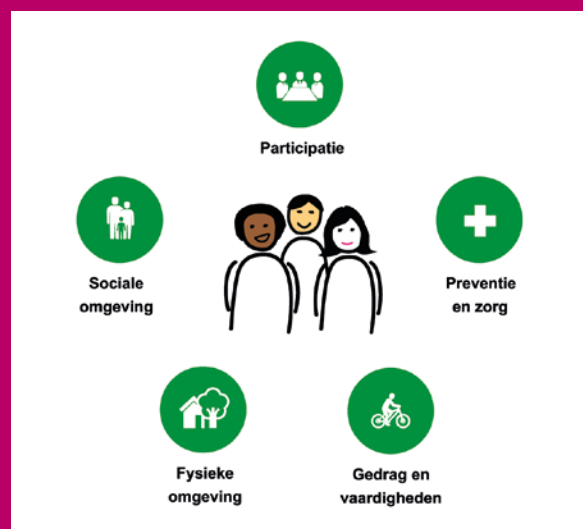 Participatie
Sociale
omgeving
Preventie
en zorg
Fysieke
omgeving
Gedrag en
vaardigheden